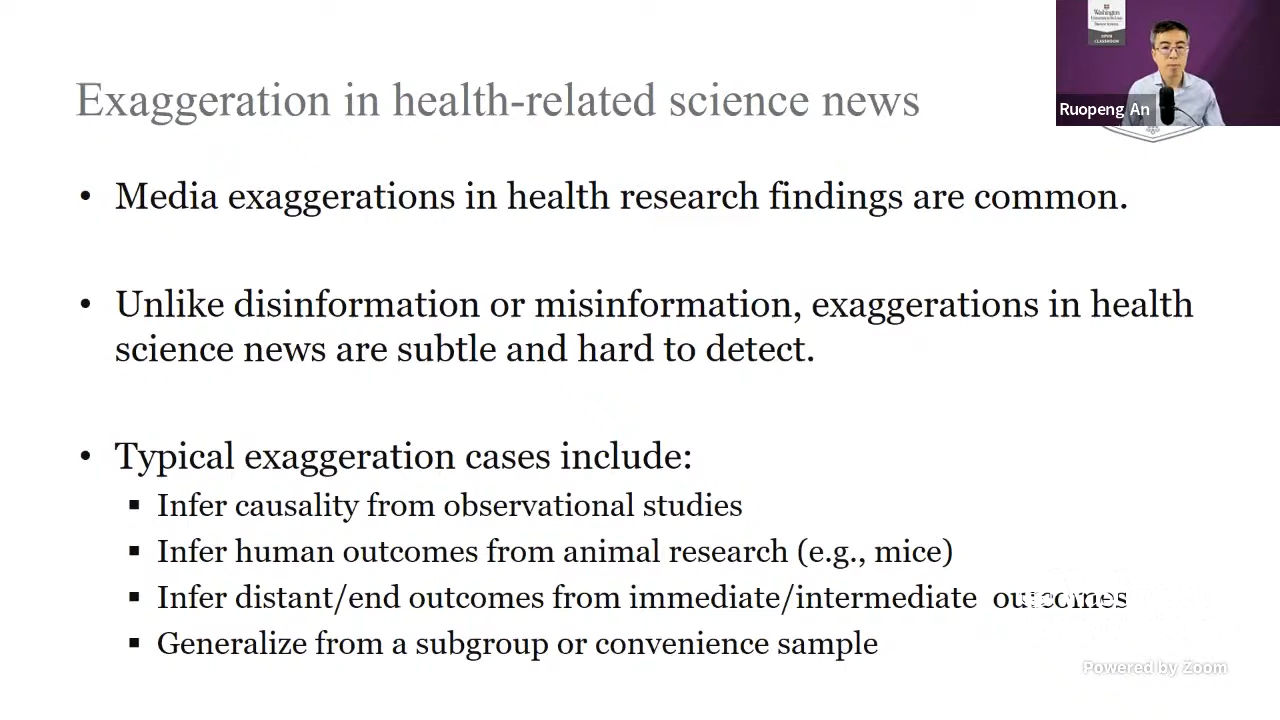 Exaggeration in health-related science news
Washington
OPEN
CLASSROOM
Ruopeng An
• Media exaggerations in health research findings are common.
• Unlike disinformation or misinformation, exaggerations in health
science news are subtle and hard to detect.
• Typical exaggeration cases include:
▪ Infer causality from observational studies
▪ Infer human outcomes from animal research (e.g., mice)
▪ Infer distant/end outcomes from immediate/intermediate outcomes
▪ Generalize from a subgroup or convenience sample
Powered by Zoom